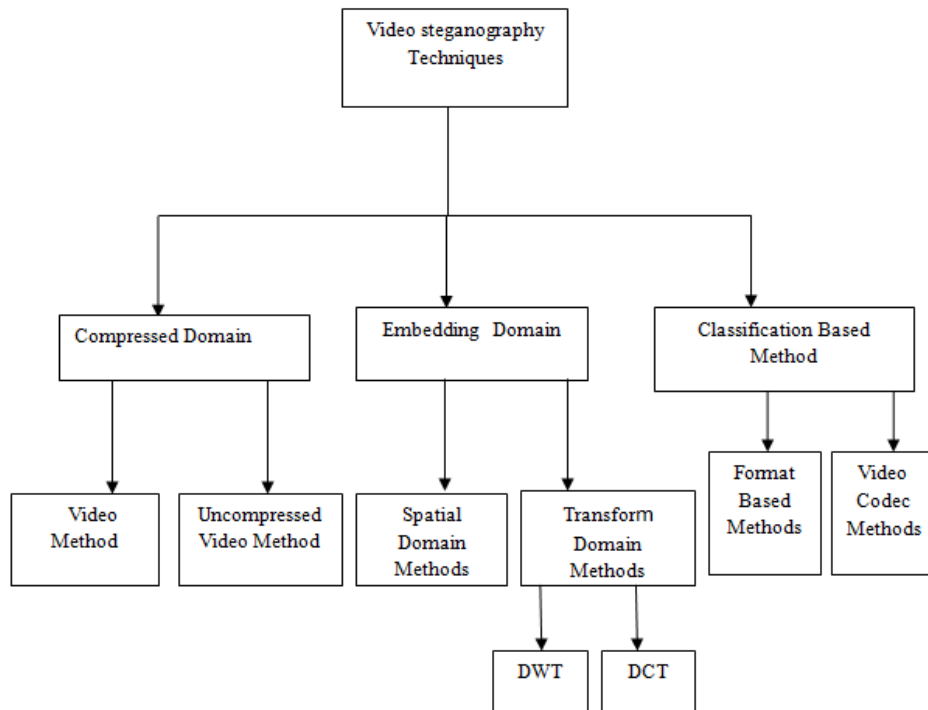 Video steganography
Techniques
Compressed Domain
Embedding Domain
Classification Based
Method
Video
Method
Uncompressed
Video Method
Spatial
Domain
Methods
Transform
Domain
Methods
Format
Based
Methods
Video
Codec
Methods
DWT
DCT